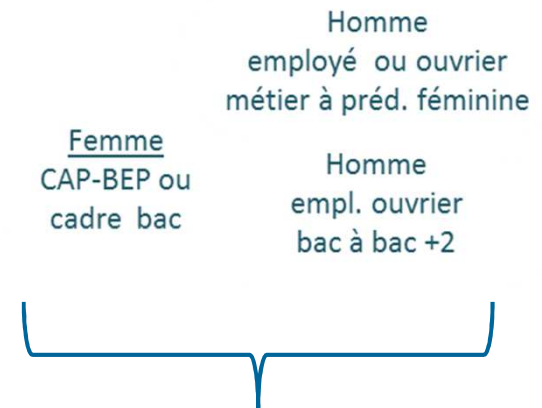 Homme
employé ou ouvrier
métier à préd. féminine
Femme
CAP-BEP ou
cadre bac
Homme
empl. ouvrier
bac à bac +2